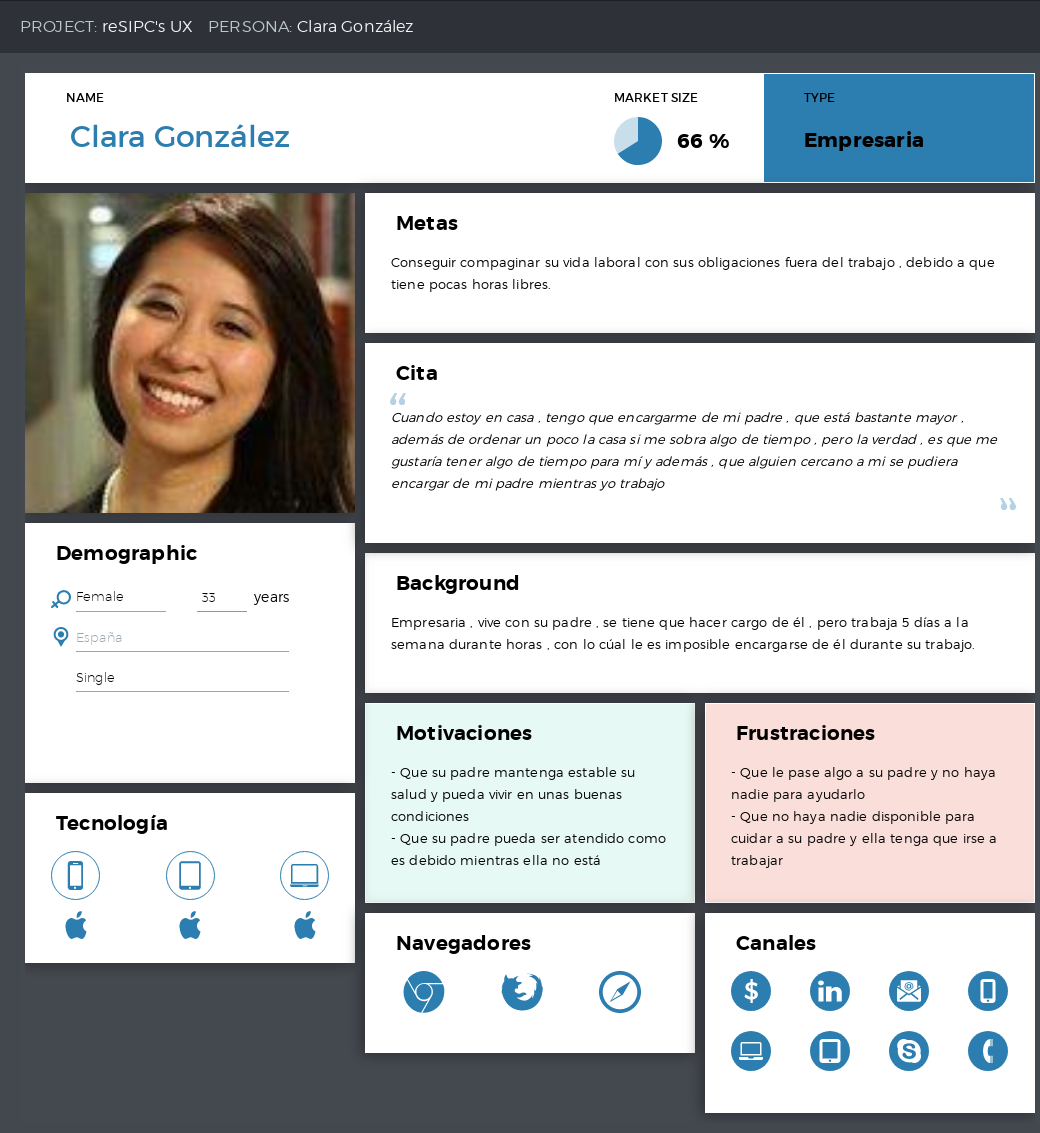 PROJECT: reSIPC's UX PERSONA: Clara González
NAME
Clara González
MARKET SIZE
66 %
TYPE
Empresaria
Metas
Conseguir compaginar su vida laboral con sus obligaciones fuera del trabajo , debido a que
tiene pocas horas libres.
Cita
“
Cuando estoy en casa , tengo que encargarme de mi padre , que está bastante mayor ,
además de ordenar un poco la casa si me sobra algo de tiempo , pero la verdad , es que me
gustaría tener algo de tiempo para mí y además , que alguien cercano a mi se pudiera
encargar de mi padre mientras yo trabajo
”
Demographic
Female 33 years
España
Single
Background
Empresaria , vive con su padre , se tiene que hacer cargo de él , pero trabaja 5 días a la
semana durante horas , con lo cúal le es imposible encargarse de él durante su trabajo.
Motivaciones
- Que su padre mantenga estable su
salud y pueda vivir en unas buenas
condiciones
- Que su padre pueda ser atendido como
es debido mientras ella no está
Frustraciones
- Que le pase algo a su padre y no haya
nadie para ayudarlo
- Que no haya nadie disponible para
cuidar a su padre y ella tenga que irse a
trabajar
Tecnología
Navegadores
Canales
$ in @
S